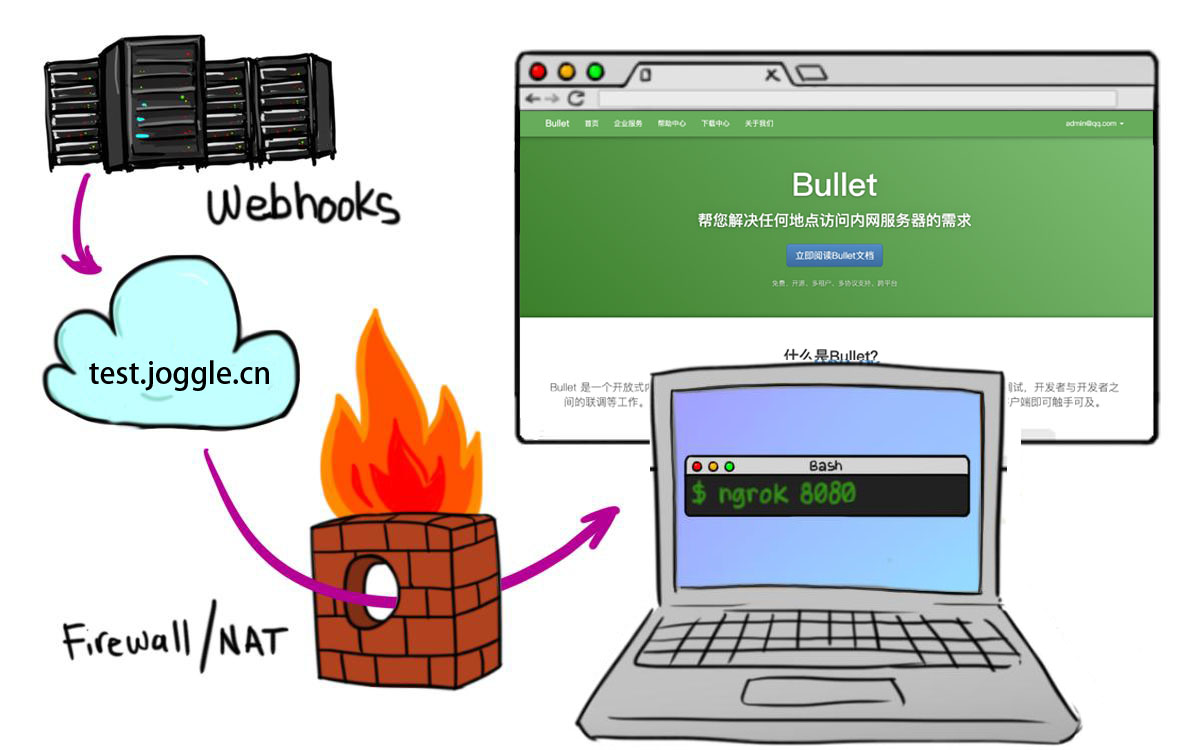 Webhooks
test.joggle.cn
Firewall/NAT
Bullet 首页 企业服务 帮助中心 下载中心 关于我们 admin@qq.com
Bullet
帮您解决任何地点访问内网服务器的需求
立即阅读Bullet文档
免费、开源、多租户、多协议支持、跨平台
什么是Bullet?
Bullet 是一个开放式内 测试，开发者与开发者之
间的联调等工作。 客户端即可触手可及。
Bash
$ ngrok 8080